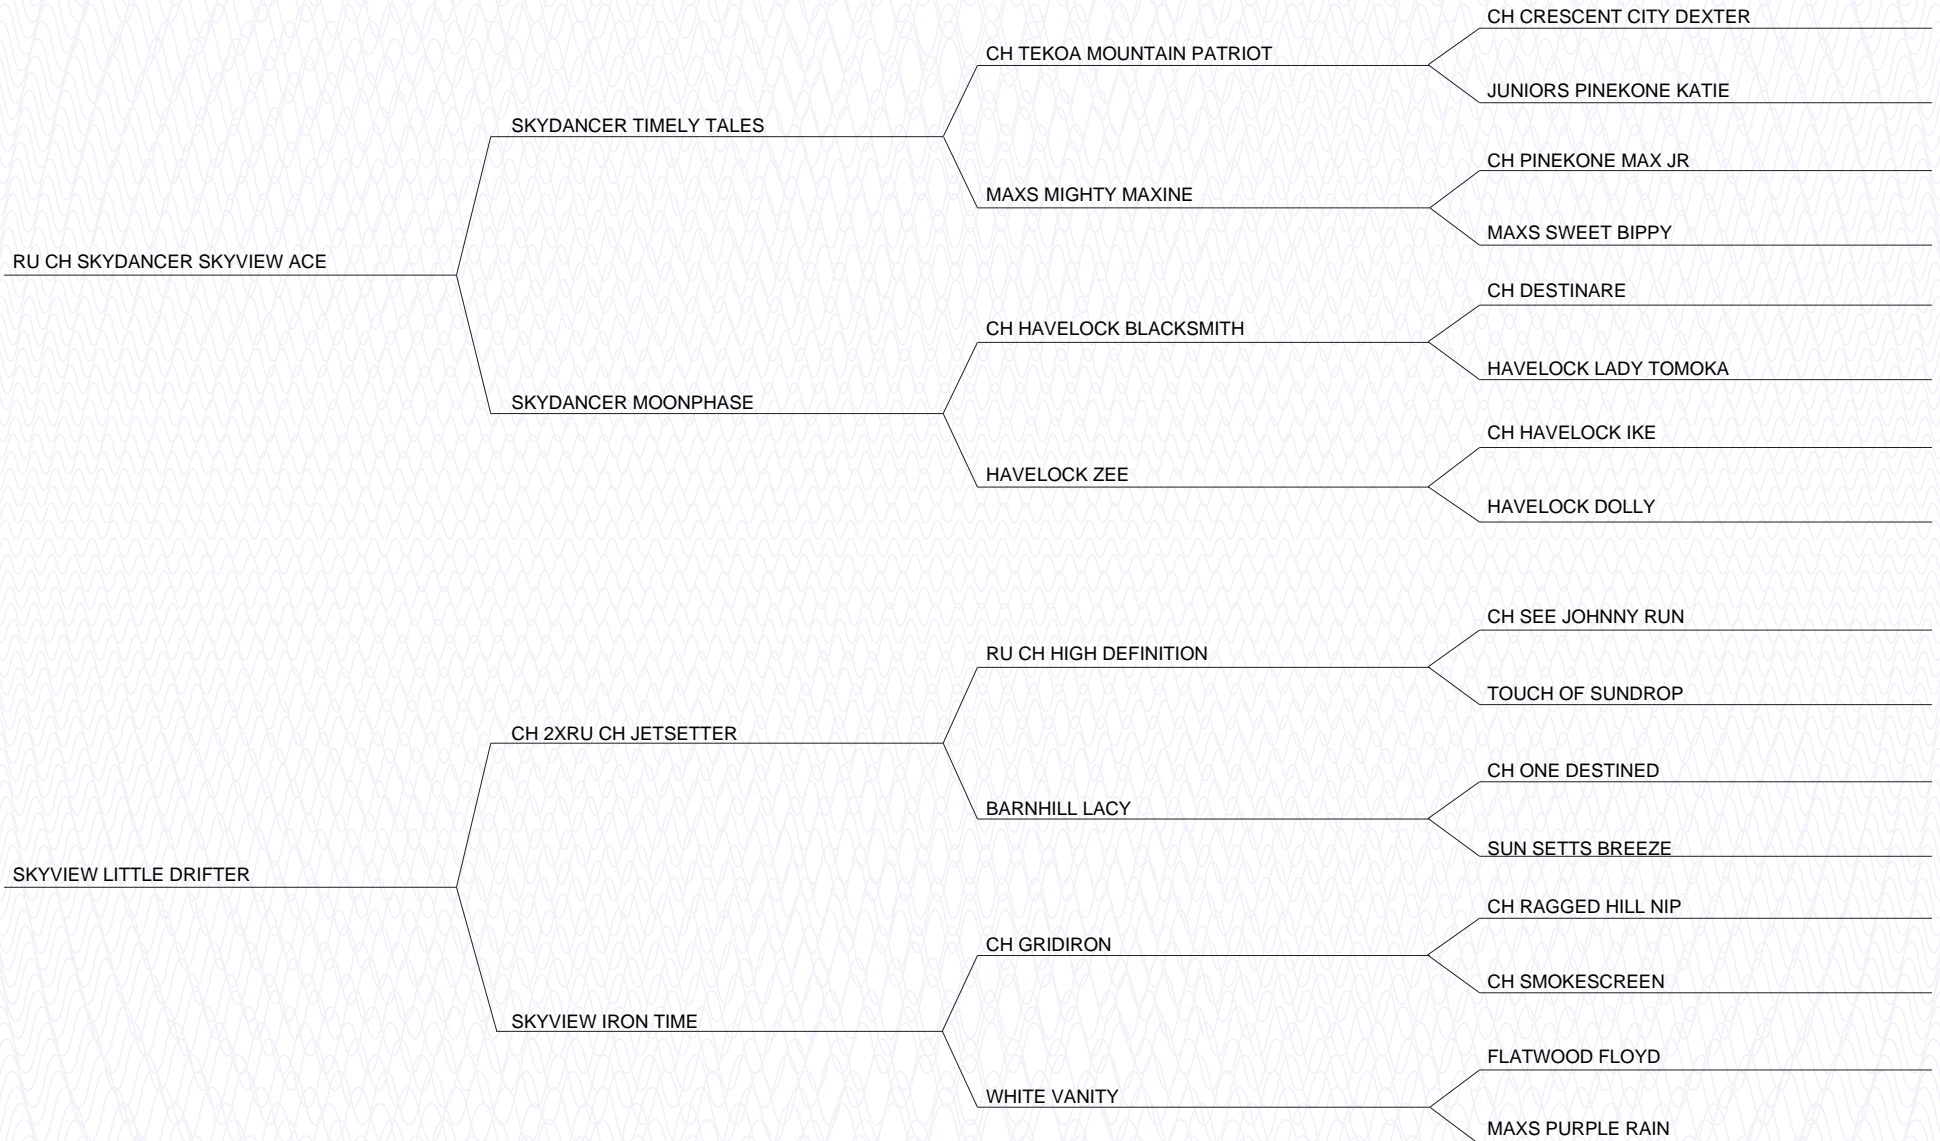 CH CRESCENT CITY DEXTER
CH TEKOA MOUNTAIN PATRIOT
JUNIORS PINEKONE KATIE
SKYDANCER TIMELY TALES
CH PINEKONE MAX JR
MAXS MIGHTY MAXINE
MAXS SWEET BIPPY
RU CH SKYDANCER SKYVIEW ACE
CH DESTINARE
CH HAVELOCK BLACKSMITH
HAVELOCK LADY TOMOKA
SKYDANCER MOONPHASE
CH HAVELOCK IKE
HAVELOCK ZEE
HAVELOCK DOLLY
CH SEE JOHNNY RUN
RU CH HIGH DEFINITION
TOUCH OF SUNDROP
CH 2XRU CH JETSETTER
CH ONE DESTINED
BARNHILL LACY
SUN SETTS BREEZE
SKYVIEW LITTLE DRIFTER
CH RAGGED HILL NIP
CH GRIDIRON
CH SMOKESCREEN
SKYVIEW IRON TIME
FLATWOOD FLOYD
WHITE VANITY
MAXS PURPLE RAIN